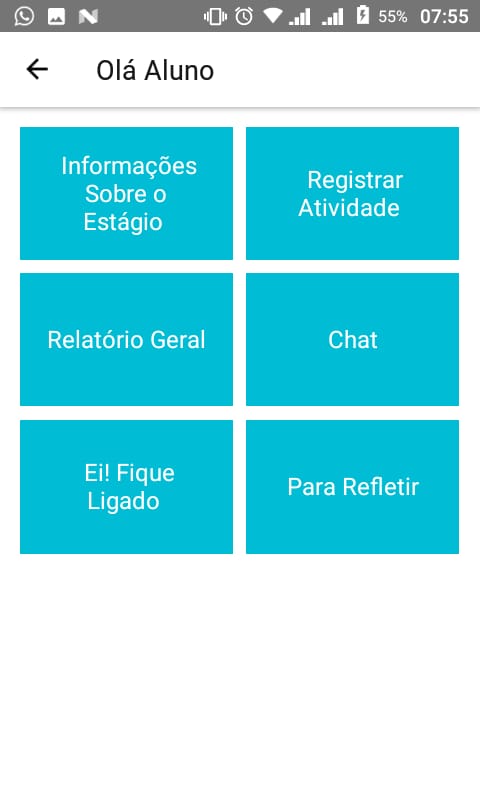 55% 07:55
Olá Aluno
Informações
Sobre o
Estágio
Registrar
Atividade
Relatório Geral
Chat
Ei! Fique
Ligado
Para Refletir